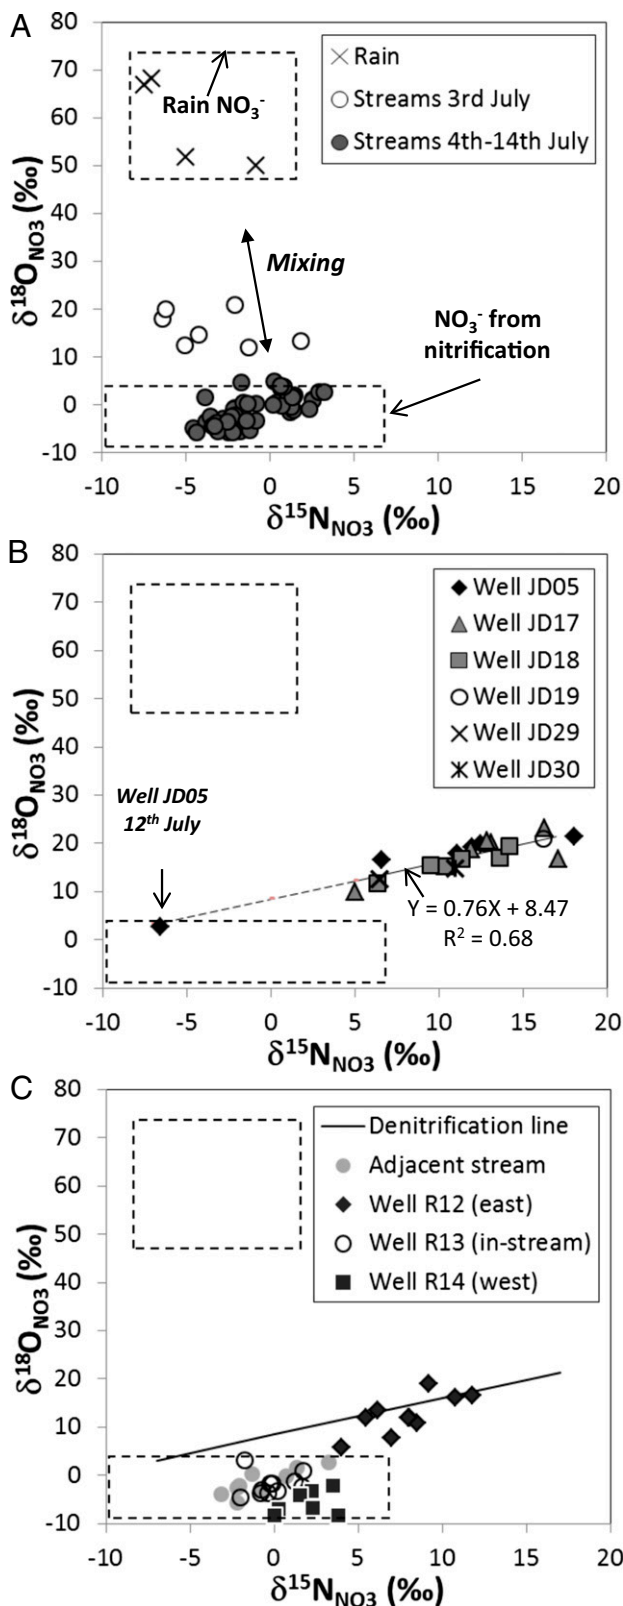 A
80
70
60
50
40
30
20
10
0
-10
δ18ONO3 (‰)
Rain
Streams 3rd July
Streams 4th-14th July
Rain NO3-
Mixing
NO3- from
nitrification
-10 -5 0 5 10 15 20
δ15NNO3 (‰)
B
80
70
60
50
40
30
20
10
0
-10
δ18ONO3 (‰)
Well JD05
Well JD17
Well JD18
Well JD19
Well JD29
Well JD30
Well JD05
12th July
Y = 0.76X + 8.47
R2 = 0.68
-10 -5 0 5 10 15 20
δ15NNO3 (‰)
C
80
70
60
50
40
30
20
10
0
-10
δ18ONO3 (‰)
Denitrification line
Adjacent stream
Well R12 (east)
Well R13 (in-stream)
Well R14 (west)
-10 -5 0 5 10 15 20
δ15NNO3 (‰)